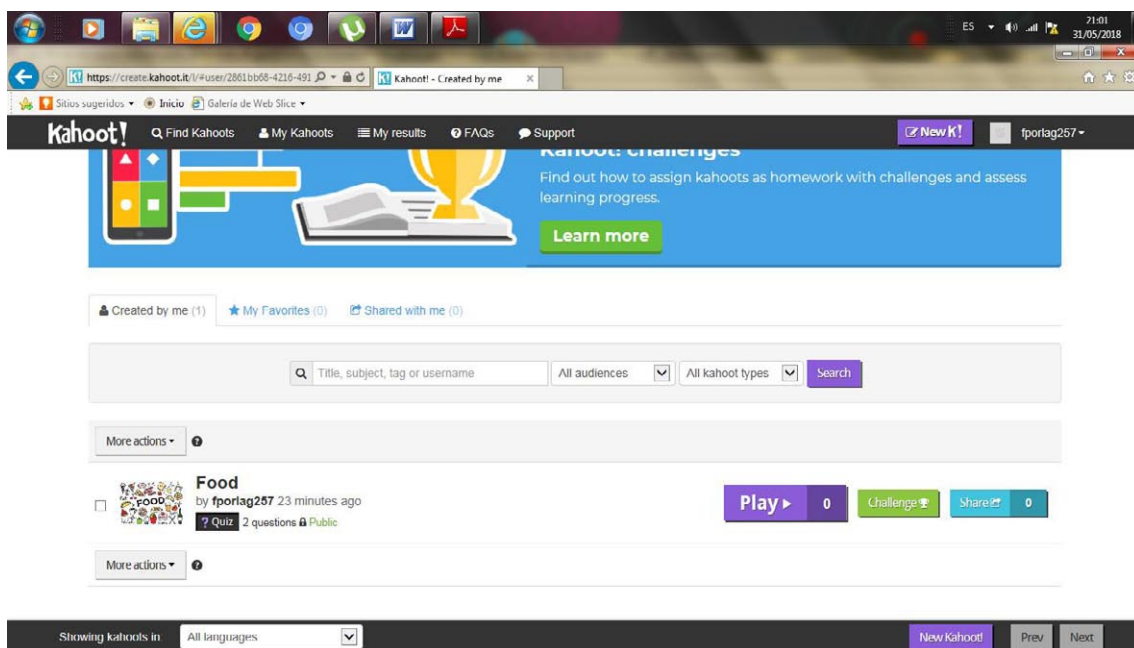 ES
21:01
31/05/2018
https://create.kahoot.it/l/#user/2861bb68-4216-491
Kahoot! - Created by me
Sitios sugeridos
Inicio
Galería de Web Slice
Kahoot!
Find Kahoots
My Kahoots
My results
FAQs
Support
New K!
fporlag257
Kahoot! challenges
Find out how to assign kahoots as homework with challenges and assess
learning progress.
Learn more
Created by me (1)
My Favorites (0)
Shared with me (0)
Title, subject, tag or username
All audiences
All kahoot types
Search
More actions
FOOD
Food
by fporlag257 23 minutes ago
? Quiz 2 questions Public
Play 0
Challenge
Share 0
More actions
Showing kahoots in:
All languages
New Kahoot!
Prev
Next